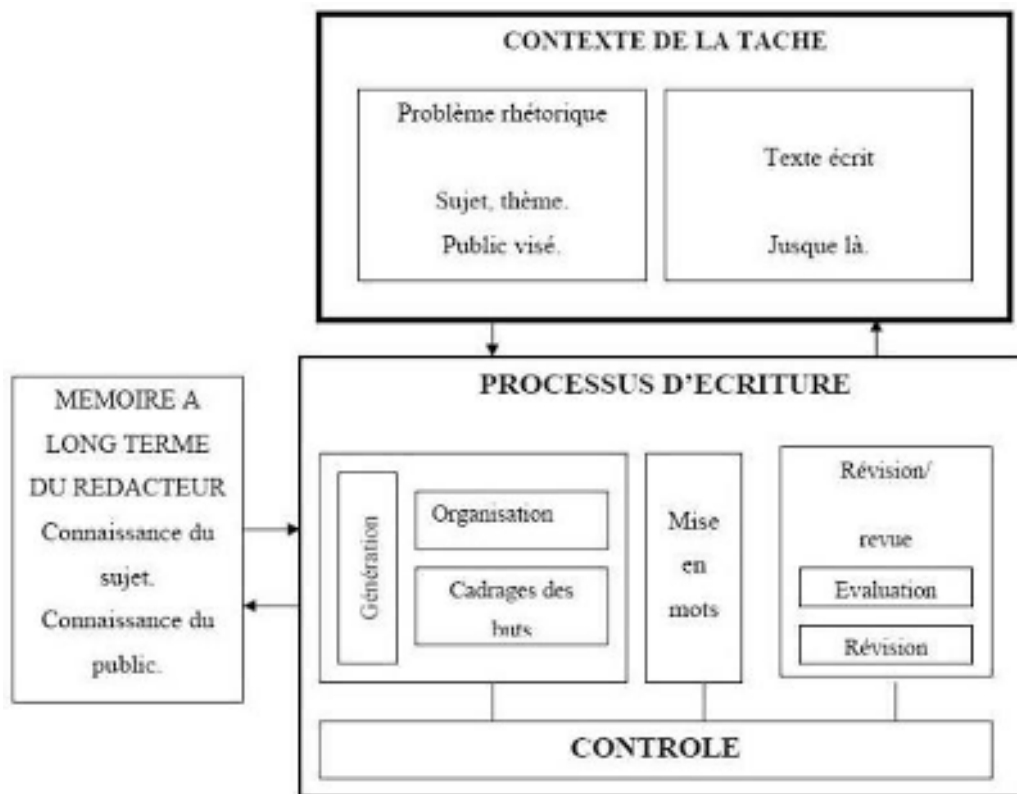 CONTEXTE DE LA TACHE
Problème rhétorique
Sujet, thème.
Public visé.
Texte écrit
Jusque là.
MEMOIRE A
LONG TERME
DU REDACTEUR
Connaissance du
sujet.
Connaissance du
public.
PROCESSUS D'ECRITURE
Génération
Organisation
Cadrages des
buts
Mise
en
mots
Révision/
revue
Evaluation
Révision
CONTROLE